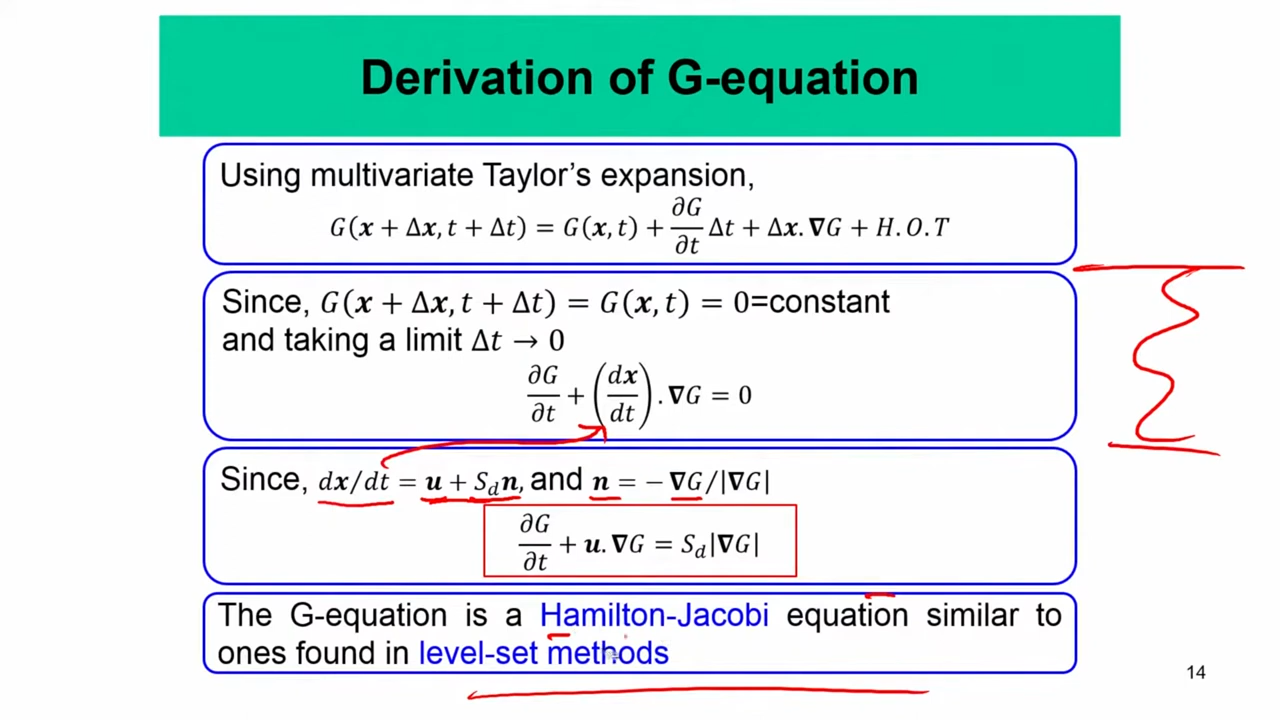 Derivation of G-equation
Using multivariate Taylor's expansion,
G(x + Δx, t + Δt) = G(x, t) + ∂G/∂t Δt + Δx. ∇G + H. O. T
Since, G(x + Δx, t + Δt) = G(x, t) = 0=constant
and taking a limit Δt → 0
∂G/∂t + (dx/dt) . ∇G = 0
Since, dx/dt = u + S_d n, and n = − ∇G/|∇G|
∂G/∂t + u. ∇G = S_d|∇G|
The G-equation is a Hamilton-Jacobi equation similar to
ones found in level-set methods
14